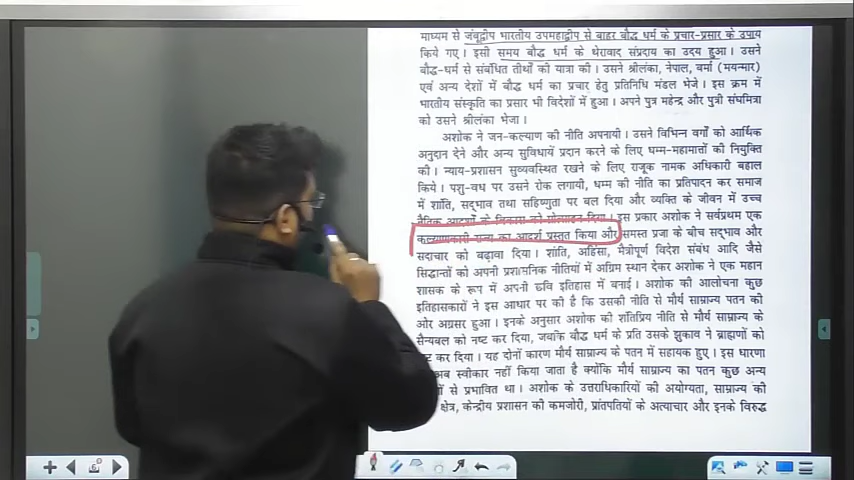 माध्यम से जंबूद्वीप भारतीय उपमहाद्वीप से बाहर बौद्ध धर्म के प्रचार-प्रसार के उपाय
किये गए। इसी समय बौद्ध धर्म के थेरावाद संप्रदाय का उदय हुआ। उसने
बौद्ध-धर्म से संबंधित तीर्थों की यात्रा की। उसने श्रीलंका, नेपाल, बर्मा (मयन्मार)
एवं अन्य देशों में बौद्ध धर्म का प्रचार हेतु प्रतिनिधि मंडल भेजे। इस क्रम में
भारतीय संस्कृति का प्रसार भी विदेशों में हुआ। अपने पुत्र महेन्द्र और पुत्री संघमित्रा
को उसने श्रीलंका भेजा।
अशोक ने जन-कल्याण की नीति अपनायी। उसने विभिन्न वर्गों को आर्थिक
अनुदान देने और अन्य सुविधायें प्रदान करने के लिए धम्म-महामात्तों की नियुक्ति
की। न्याय-प्रशासन सुव्यवस्थित रखने के लिए राजूक नामक अधिकारी बहाल
किये। पशु-वध पर उसने रोक लगायी, धम्म की नीति का प्रतिपादन कर समाज
में शांति, सद्भाव तथा सहिष्णुता पर बल दिया और व्यक्ति के जीवन में उच्च
नैतिक आदर्शों के विकास को प्रोत्साहन दिया। इस प्रकार अशोक ने सर्वप्रथम एक
कल्याणकारी राज्य का आदर्श प्रस्तुत किया और समस्त प्रजा के बीच सद्भाव और
सदाचार को बढ़ावा दिया। शांति, अहिंसा, मैत्रीपूर्ण विदेश संबंध आदि जैसे
सिद्धान्तों को अपनी प्रशासनिक नीतियों में अग्रिम स्थान देकर अशोक ने एक महान
शासक के रूप में अपनी छवि इतिहास में बनाई। अशोक की आलोचना कुछ
इतिहासकारों ने इस आधार पर की है कि उसकी नीति से मौर्य साम्राज्य पतन की
ओर अग्रसर हुआ। इनके अनुसार अशोक की शांतिप्रिय नीति से मौर्य साम्राज्य के
सैन्यबल को नष्ट कर दिया, जबकि बौद्ध धर्म के प्रति उसके झुकाव ने ब्राह्मणों को
कर दिया। यह दोनों कारण मौर्य साम्राज्य के पतन में सहायक हुए। इस धारणा
अब स्वीकार नहीं किया जाता है क्योंकि मौर्य साम्राज्य का पतन कुछ अन्य
से प्रभावित था। अशोक के उत्तराधिकारियों की अयोग्यता, साम्राज्य की
क्षेत्र, केन्द्रीय प्रशासन की कमजोरी, प्रांतपतियों के अत्याचार और इनके विरुद्ध